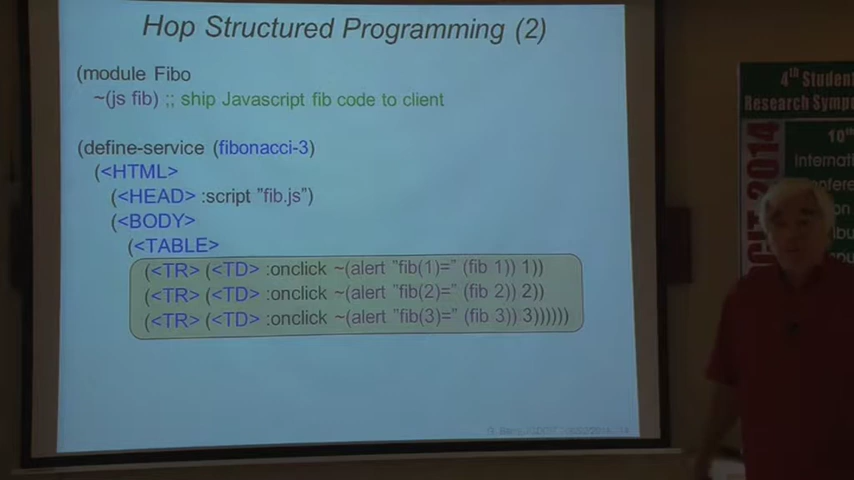 Hop Structured Programming (2)
(module Fibo
~(js fib) ;; ship Javascript fib code to client
(define-service (fibonacci-3)
(<HTML>
(<HEAD> :script "fib.js")
(<BODY>
(<TABLE>
(<TR> (<TD> :onclick ~(alert "fib(1)=" (fib 1)) 1))
(<TR> (<TD> :onclick ~(alert "fib(2)=" (fib 2)) 2))
(<TR> (<TD> :onclick ~(alert "fib(3)=" (fib 3)) 3))))))
4th Student
Research Symp
10th
Internati
2014